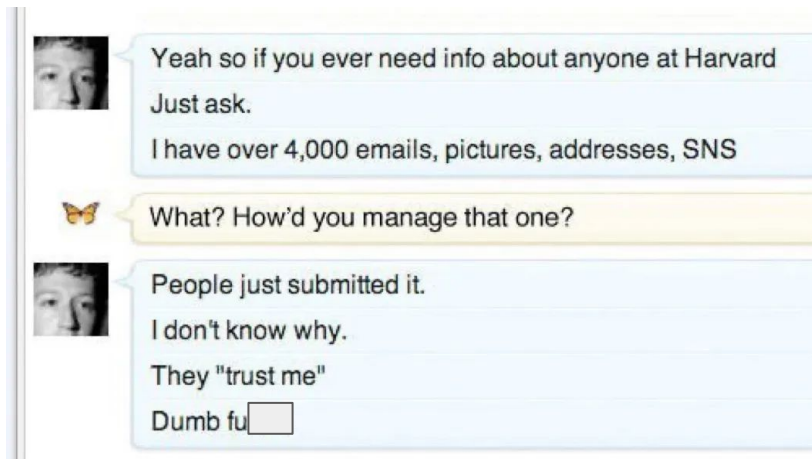 Yeah so if you ever need info about anyone at Harvard
Just ask.
I have over 4,000 emails, pictures, addresses, SNS
What? How'd you manage that one?
People just submitted it.
I don't know why.
They "trust me"
Dumb fu